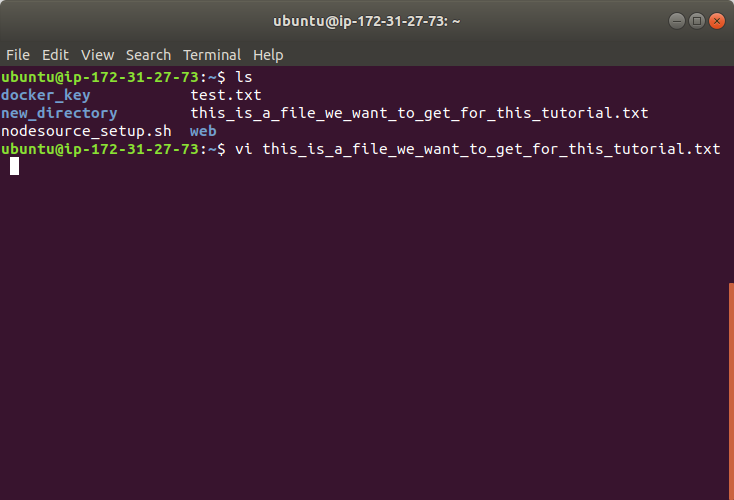 ubuntu@ip-172-31-27-73: ~
File Edit View Search Terminal Help
ubuntu@ip-172-31-27-73:~$ ls
docker_key test.txt
new_directory this_is_a_file_we_want_to_get_for_this_tutorial.txt
nodesource_setup.sh web
ubuntu@ip-172-31-27-73:~$ vi this_is_a_file_we_want_to_get_for_this_tutorial.txt